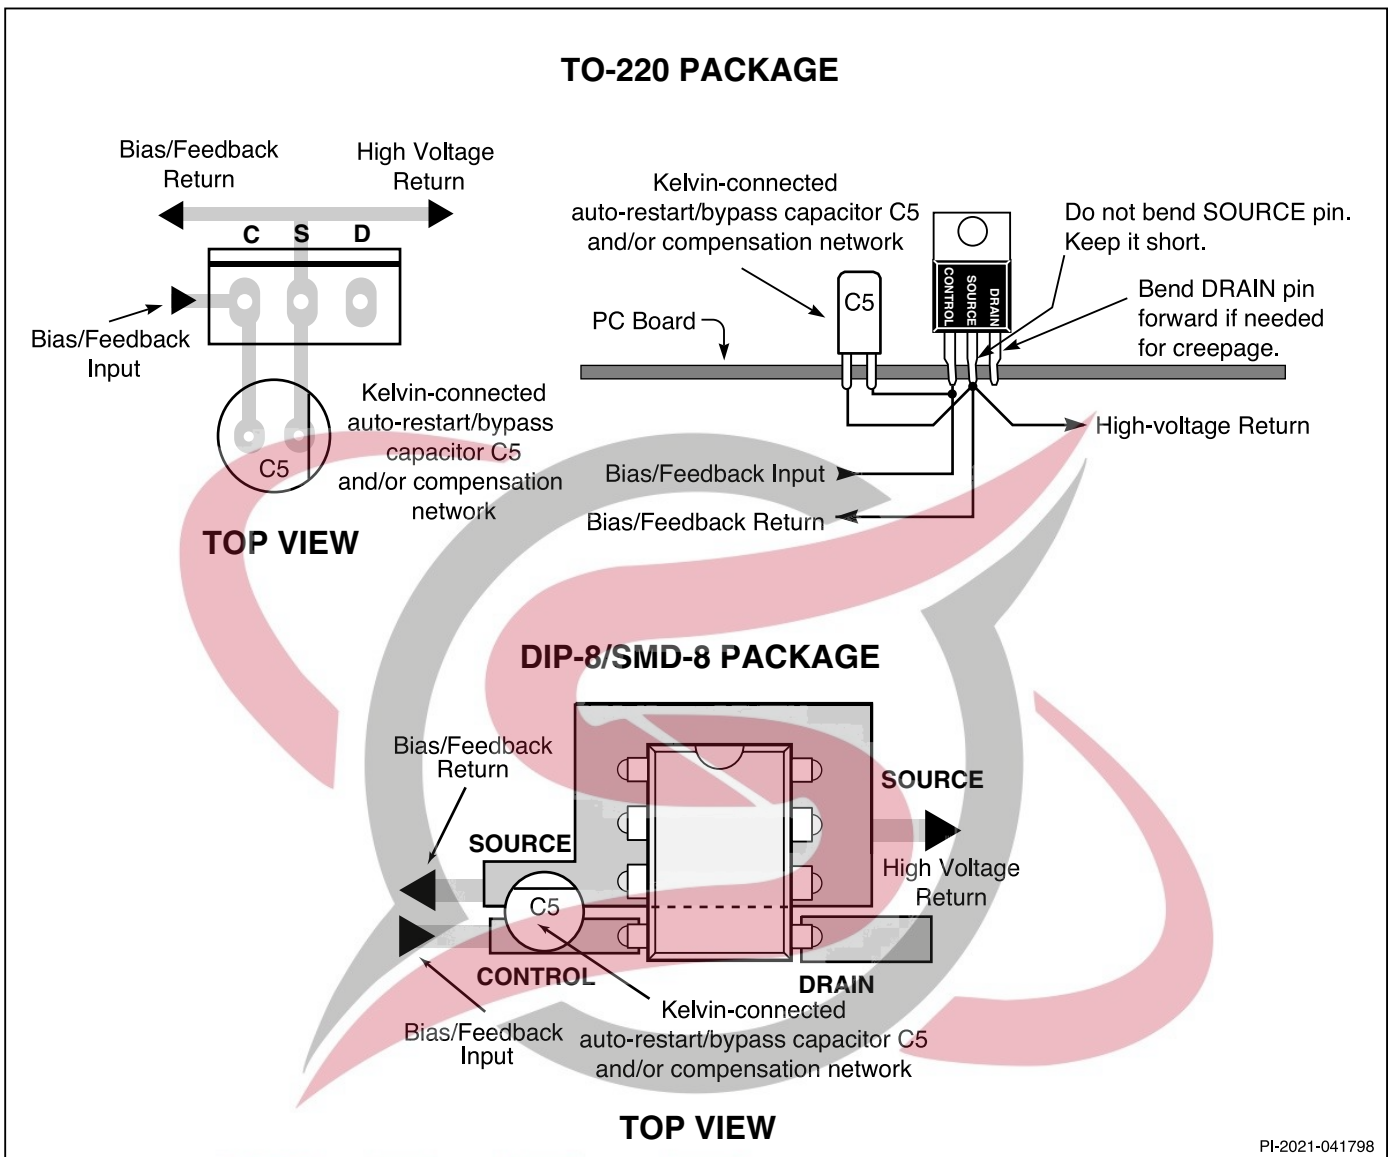 TO-220 PACKAGE
Bias/Feedback
Return
High Voltage
Return
C S D
Bias/Feedback
Input
Kelvin-connected
auto-restart/bypass
capacitor C5
and/or compensation
network
C5
TOP VIEW
Kelvin-connected
auto-restart/bypass capacitor C5
and/or compensation network
Do not bend SOURCE pin.
Keep it short.
CONTROL
SOURCE
DRAIN
C5
Bend DRAIN pin
forward if needed
for creepage.
PC Board
High-voltage Return
Bias/Feedback Input
Bias/Feedback Return
DIP-8/SMD-8 PACKAGE
Bias/Feedback
Return
SOURCE
SOURCE
High Voltage
Return
C5
CONTROL
DRAIN
Bias/Feedback
Input
Kelvin-connected
auto-restart/bypass capacitor C5
and/or compensation network
TOP VIEW
PI-2021-041798